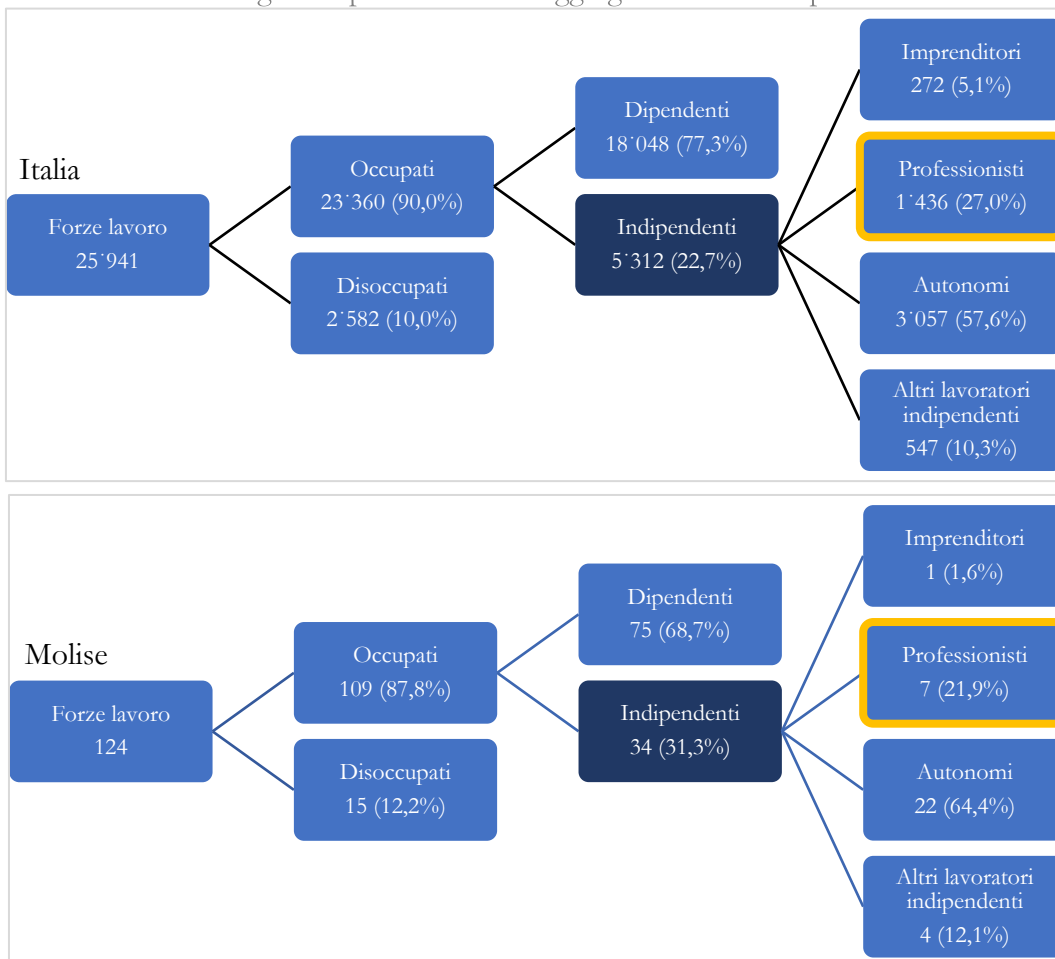 Italia
Forze lavoro
25˙941
Occupati
23˙360 (90,0%)
Disoccupati
2˙582 (10,0%)
Dipendenti
18˙048 (77,3%)
Indipendenti
5˙312 (22,7%)
Imprenditori
272 (5,1%)
Professionisti
1˙436 (27,0%)
Autonomi
3˙057 (57,6%)
Altri lavoratori
indipendenti
547 (10,3%)
Molise
Forze lavoro
124
Occupati
109 (87,8%)
Disoccupati
15 (12,2%)
Dipendenti
75 (68,7%)
Indipendenti
34 (31,3%)
Imprenditori
1 (1,6%)
Professionisti
7 (21,9%)
Autonomi
22 (64,4%)
Altri lavoratori
indipendenti
4 (12,1%)